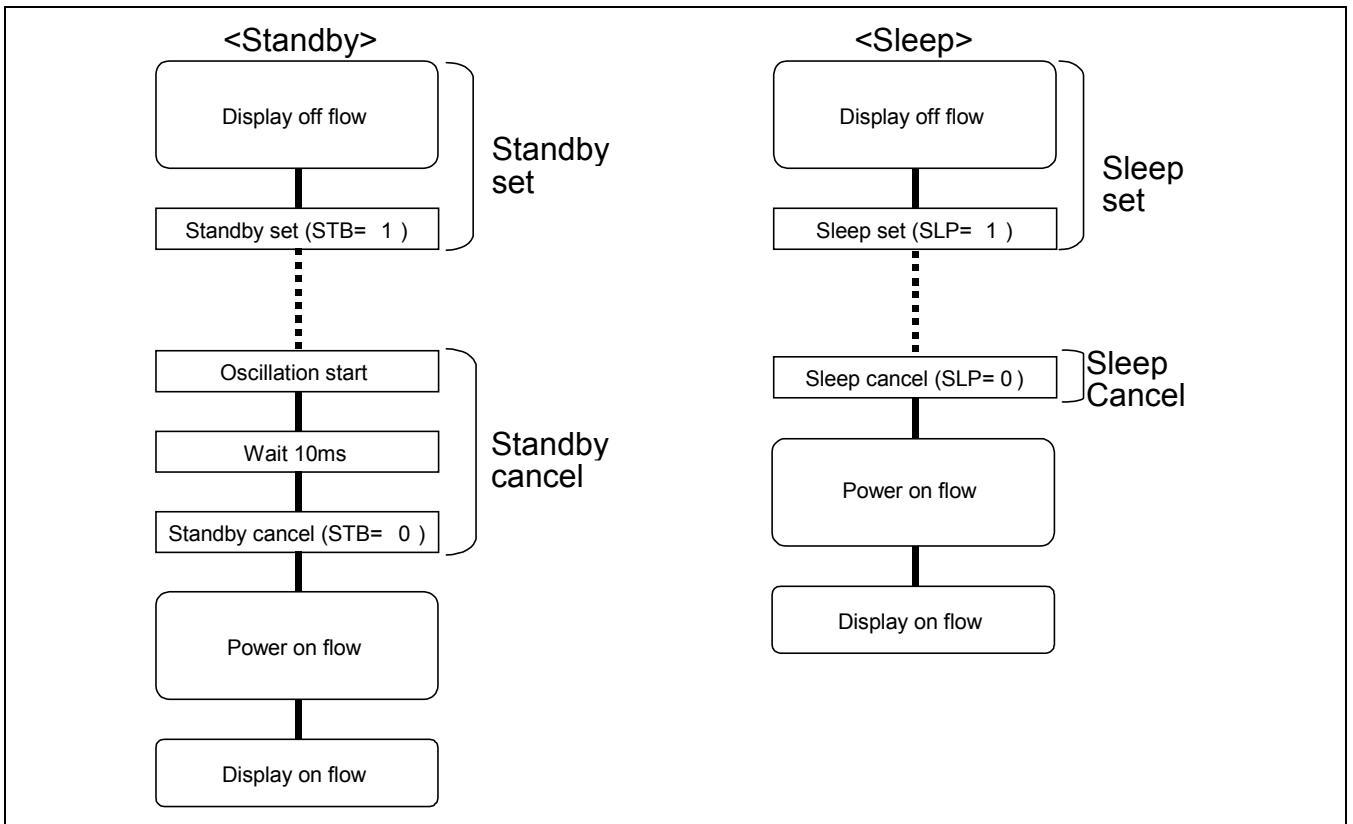 <Standby>
Display off flow
Standby
set
Standby set (STB= 1 )
Oscillation start
Wait 10ms
Standby
cancel
Standby cancel (STB= 0 )
Power on flow
Display on flow
<Sleep>
Display off flow
Sleep
set
Sleep set (SLP= 1 )
Sleep cancel (SLP= 0 )
Sleep
Cancel
Power on flow
Display on flow